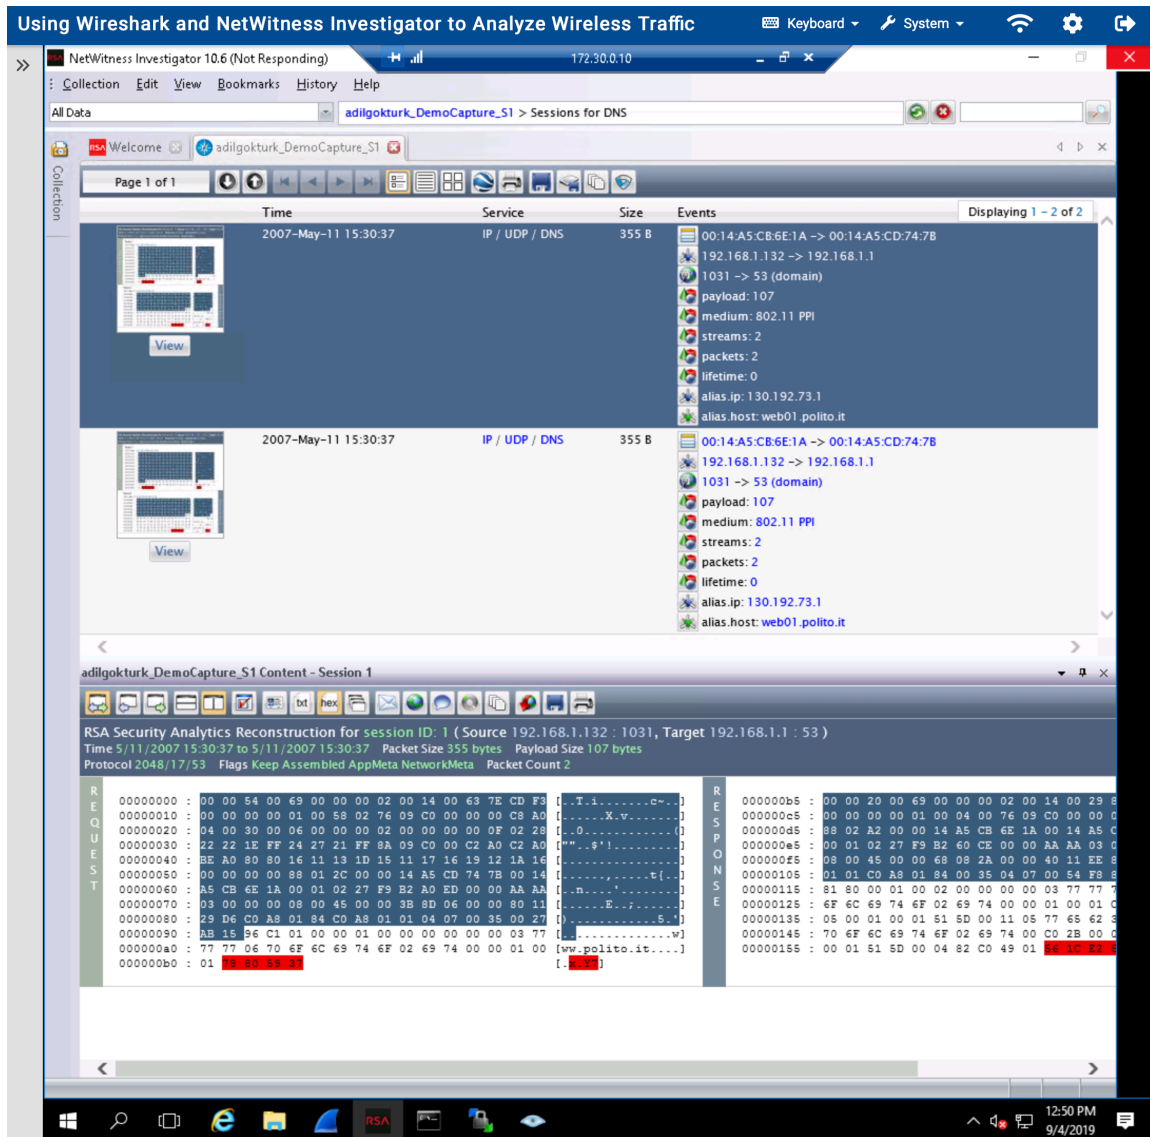 Using Wireshark and NetWitness Investigator to Analyze Wireless Traffic Keyboard System
NetWitness Investigator 10.6 (Not Responding) 172.30.0.10
Collection Edit View Bookmarks History Help
All Data adilgokturk_DemoCapture_S1 > Sessions for DNS
RSA Welcome adilgokturk_DemoCapture_S1
Collection
Page 1 of 1
Time Service Size Events Displaying 1 – 2 of 2
2007-May-11 15:30:37 IP / UDP / DNS 355 B 00:14:A5:CB:6E:1A -> 00:14:A5:CD:74:7B
192.168.1.132 -> 192.168.1.1
1031 -> 53 (domain)
payload: 107
medium: 802.11 PPI
streams: 2
View
packets: 2
lifetime: 0
alias.ip: 130.192.73.1
alias.host: web01.polito.it
2007-May-11 15:30:37 IP / UDP / DNS 355 B 00:14:A5:CB:6E:1A -> 00:14:A5:CD:74:7B
192.168.1.132 -> 192.168.1.1
1031 -> 53 (domain)
payload: 107
medium: 802.11 PPI
streams: 2
View
packets: 2
lifetime: 0
alias.ip: 130.192.73.1
alias.host: web01.polito.it
adilgokturk_DemoCapture_S1 Content - Session 1
txt hex
RSA Security Analytics Reconstruction for session ID: 1 ( Source 192.168.1.132 : 1031, Target 192.168.1.1 : 53 )
Time 5/11/2007 15:30:37 to 5/11/2007 15:30:37 Packet Size 355 bytes Payload Size 107 bytes
Protocol 2048/17/53 Flags Keep Assembled AppMeta NetworkMeta Packet Count 2
REQUEST
00000000 : 00 00 54 00 69 00 00 00 02 00 14 00 63 7E CD F3 [..T.i.......c~..]
00000010 : 00 00 00 00 01 00 58 02 76 09 C0 00 00 00 C8 A0 [......X.v.......]
00000020 : 04 00 30 00 06 00 00 00 02 00 00 00 00 0F 02 28 [..0............(]
00000030 : 22 22 1E FF 24 27 21 FF 8A 09 C0 00 C2 A0 C2 A0 [""..$'!.........]
00000040 : BE A0 80 80 16 11 13 1D 15 11 17 16 19 12 1A 16 [................]
00000050 : 00 00 00 00 88 01 2C 00 00 14 A5 CD 74 7B 00 14 [......,.....t{..]
00000060 : A5 CB 6E 1A 00 01 02 27 F9 B2 A0 ED 00 00 AA AA [..n....'........]
00000070 : 03 00 00 00 08 00 45 00 00 3B 8D 06 00 00 80 11 [......E..;......]
00000080 : 29 D6 C0 A8 01 84 C0 A8 01 01 04 07 00 35 00 27 [)............5.']
00000090 : AB 15 96 C1 01 00 00 01 00 00 00 00 00 00 03 77 [...............w]
000000a0 : 77 77 06 70 6F 6C 69 74 6F 02 69 74 00 00 01 00 [ww.polito.it....]
000000b0 : 01 78 80 59 37 [.x.Y7]
RESPONSE
000000b5 : 00 00 20 00 69 00 00 00 02 00 14 00 29
000000c5 : 00 00 00 00 01 00 04 00 76 09 C0 00 00
000000d5 : 88 02 A2 00 00 14 A5 CB 6E 1A 00 14 A5
000000e5 : 00 01 02 27 F9 B2 60 CE 00 00 AA AA 03
000000f5 : 08 00 45 00 00 68 08 2A 00 00 40 11 EE
00000105 : 01 01 C0 A8 01 84 00 35 04 07 00 54 F8
00000115 : 81 80 00 01 00 02 00 00 00 00 03 77 77
00000125 : 6F 6C 69 74 6F 02 69 74 00 00 01 00 01
00000135 : 05 00 01 00 01 51 5D 00 11 05 77 65 62
00000145 : 70 6F 6C 69 74 6F 02 69 74 00 C0 2B 00
00000155 : 00 01 51 5D 00 04 82 C0 49 01 56 1C E2
RSA 12:50 PM
9/4/2019